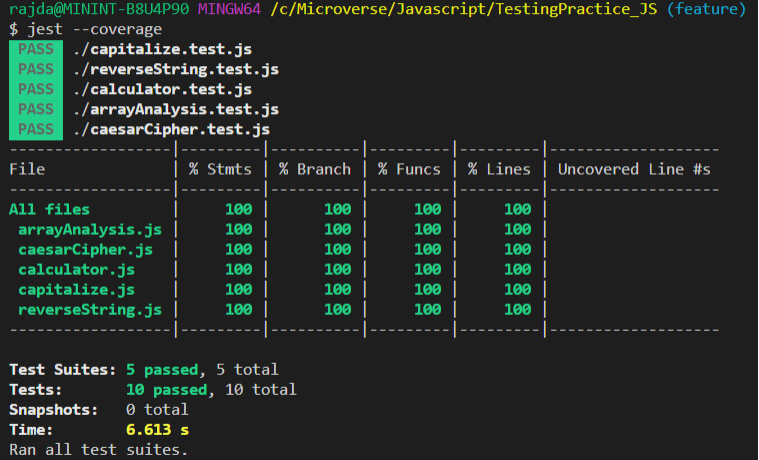 rajda@MININT-B8U4P90 MINGW64 /c/Microverse/Javascript/TestingPractice_JS (feature)
$ jest --coverage
PASS ./capitalize.test.js
PASS ./reverseString.test.js
PASS ./calculator.test.js
PASS ./arrayAnalysis.test.js
PASS ./caesarCipher.test.js
------------------|---------|----------|---------|---------|-------------------
File              | % Stmts | % Branch | % Funcs | % Lines | Uncovered Line #s
------------------|---------|----------|---------|---------|-------------------
All files         |     100 |      100 |     100 |     100 |
 arrayAnalysis.js |     100 |      100 |     100 |     100 |
 caesarCipher.js  |     100 |      100 |     100 |     100 |
 calculator.js    |     100 |      100 |     100 |     100 |
 capitalize.js    |     100 |      100 |     100 |     100 |
 reverseString.js |     100 |      100 |     100 |     100 |
------------------|---------|----------|---------|---------|-------------------
Test Suites: 5 passed, 5 total
Tests:       10 passed, 10 total
Snapshots:   0 total
Time:        6.613 s
Ran all test suites.